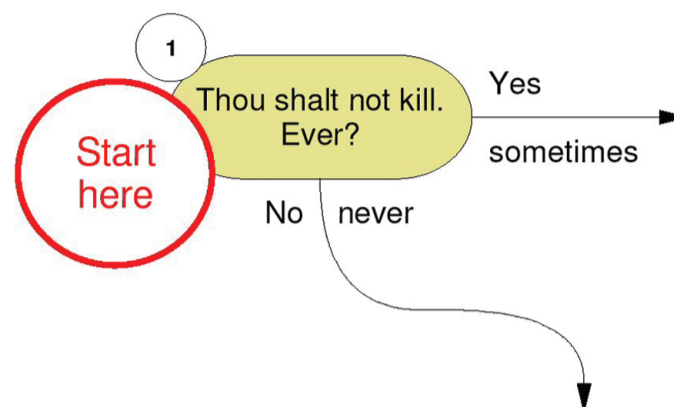 1
Start
here
Thou shalt not kill.
Ever?
Yes
sometimes
No never